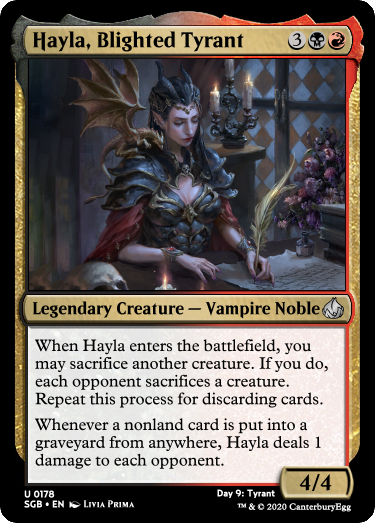 Hayla, Blighted Tyrant 3
Legendary Creature — Vampire Noble
When Hayla enters the battlefield, you
may sacrifice another creature. If you do,
each opponent sacrifices a creature.
Repeat this process for discarding cards.
Whenever a nonland card is put into a
graveyard from anywhere, Hayla deals 1
damage to each opponent.
4/4
U 0178 Day 9: Tyrant
SGB • EN Livia Prima ™ & © 2020 CanterburyEgg